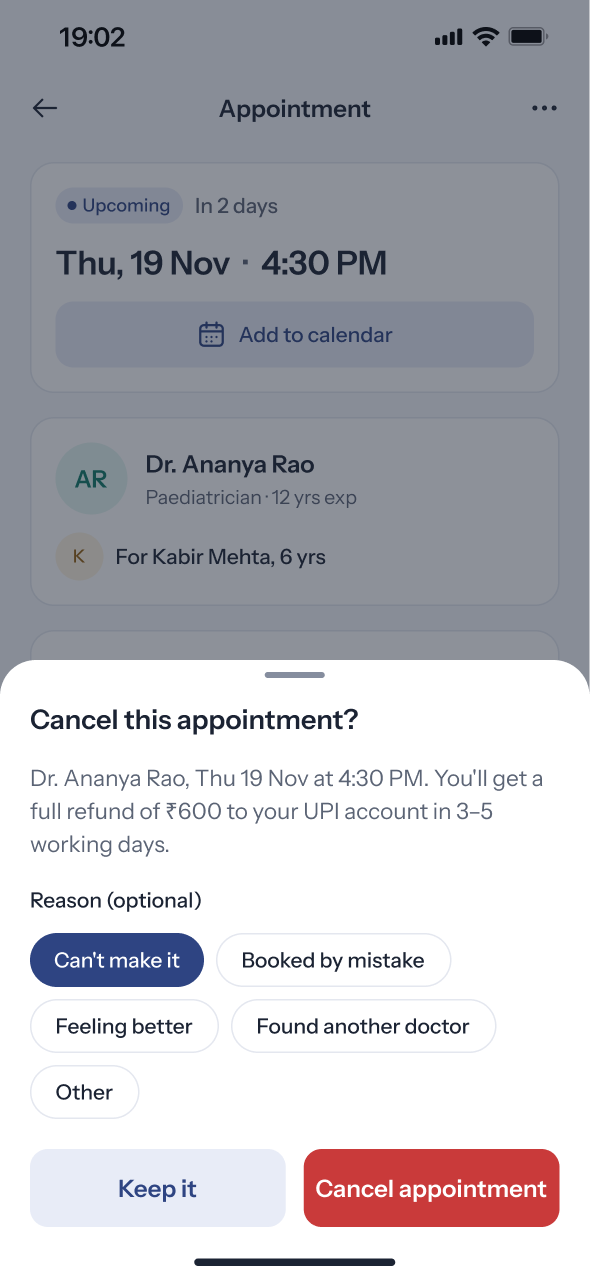 19:02
Appointment
Upcoming In 2 days
Thu, 19 Nov · 4:30 PM
Add to calendar
AR
Dr. Ananya Rao
Paediatrician · 12 yrs exp
K
For Kabir Mehta, 6 yrs
Cancel this appointment?
Dr. Ananya Rao, Thu 19 Nov at 4:30 PM. You'll get a
full refund of ₹600 to your UPI account in 3–5
working days.
Reason (optional)
Can't make it
Booked by mistake
Feeling better
Found another doctor
Other
Keep it
Cancel appointment